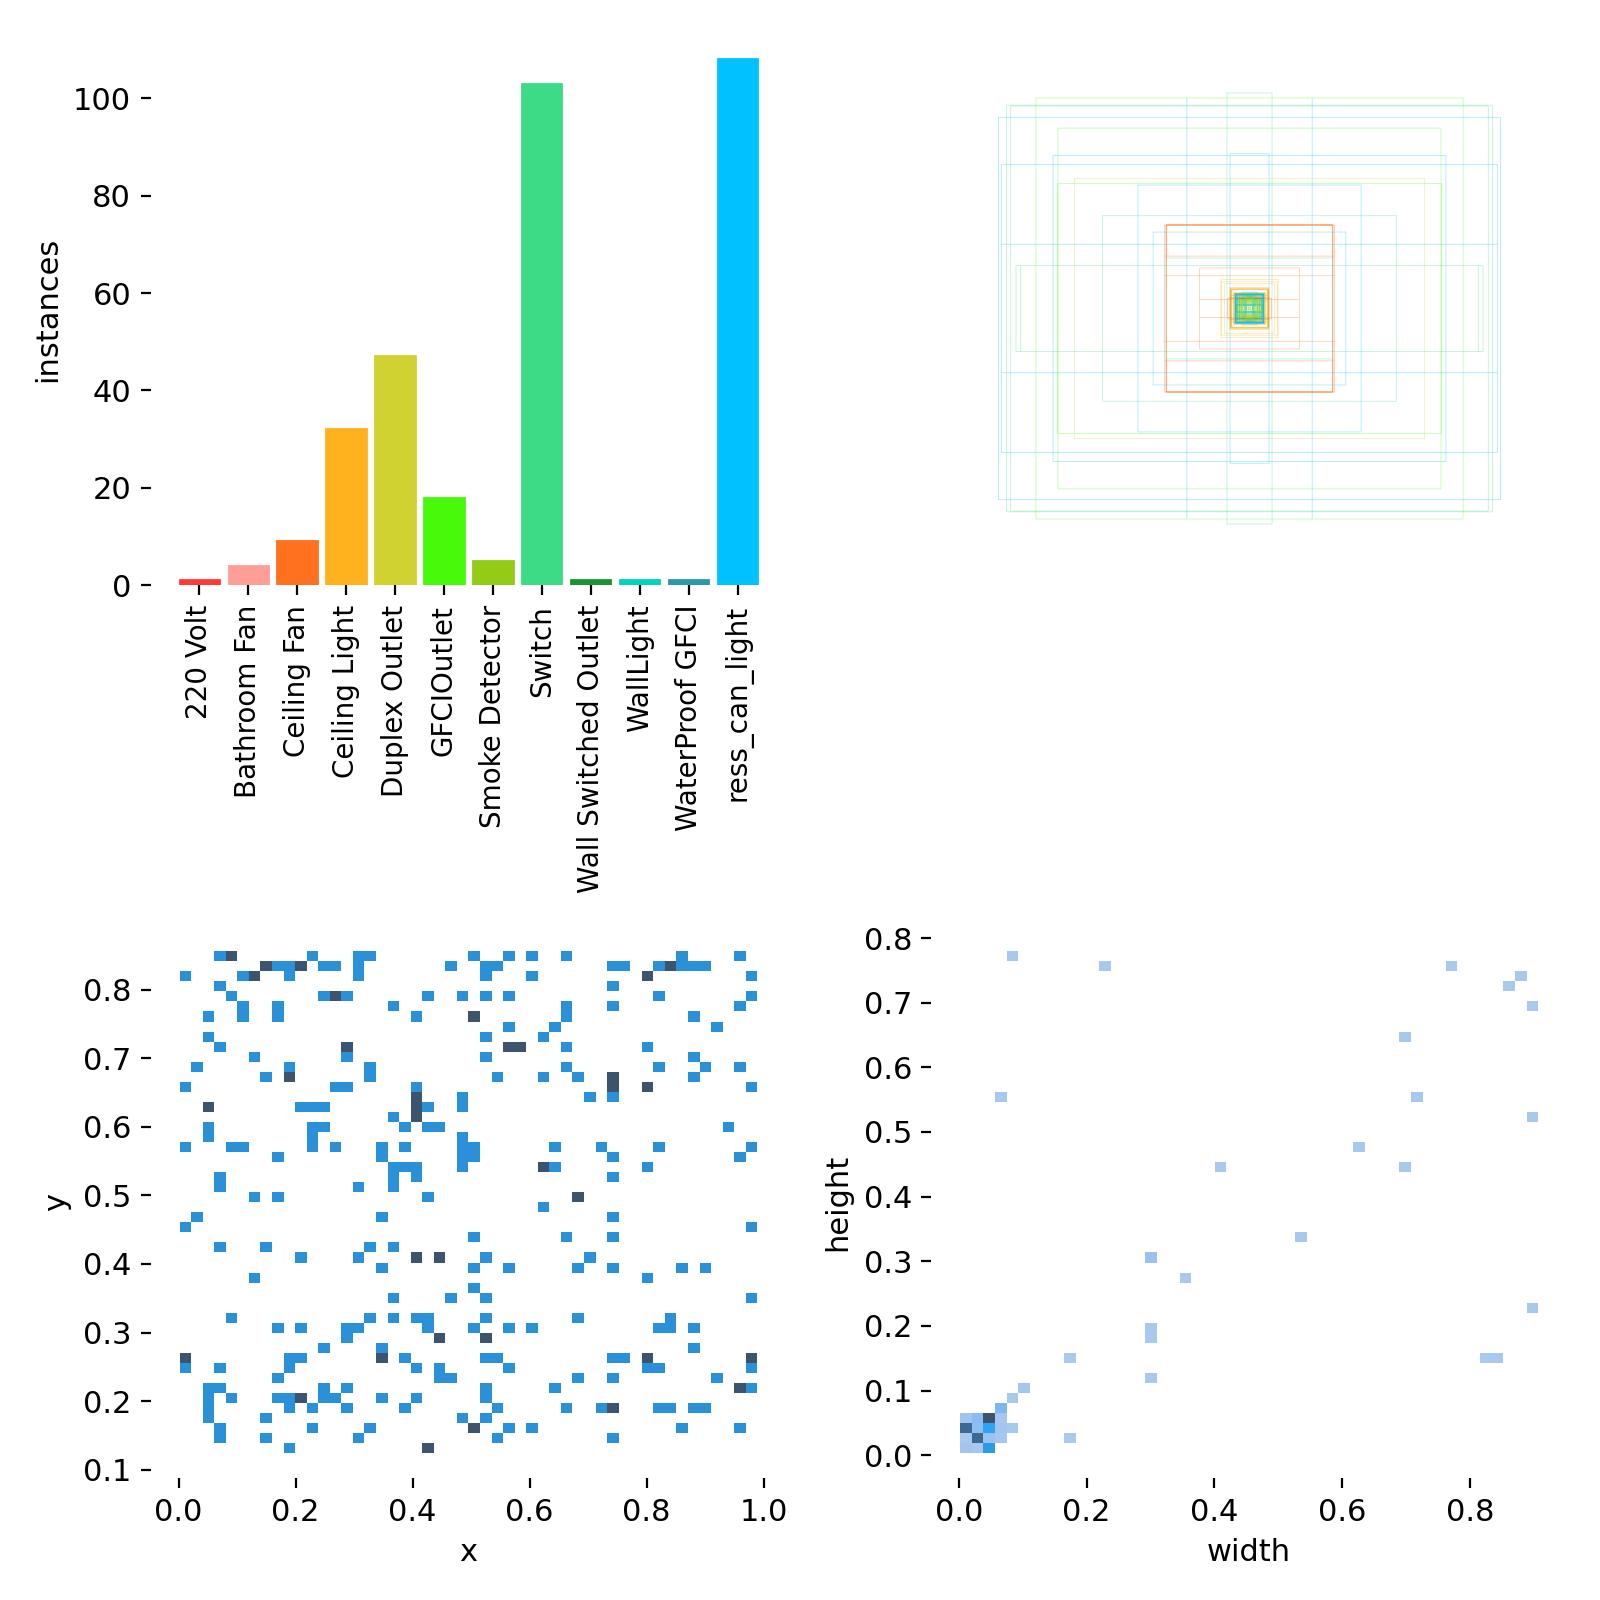 instances
100
80
60
40
20
0
220 Volt
Bathroom Fan
Ceiling Fan
Ceiling Light
Duplex Outlet
GFCIOutlet
Smoke Detector
Switch
Wall Switched Outlet
WallLight
WaterProof GFCI
ress_can_light
y
0.8
0.7
0.6
0.5
0.4
0.3
0.2
0.1
0.0 0.2 0.4 0.6 0.8 1.0
x
height
0.8
0.7
0.6
0.5
0.4
0.3
0.2
0.1
0.0
0.0 0.2 0.4 0.6 0.8
width